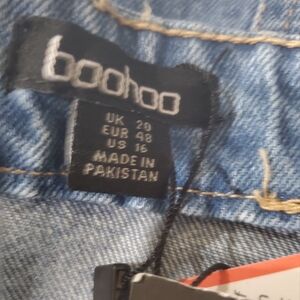 boohoo
UK 20
EUR 48
US 16
MADE IN
PAKISTAN